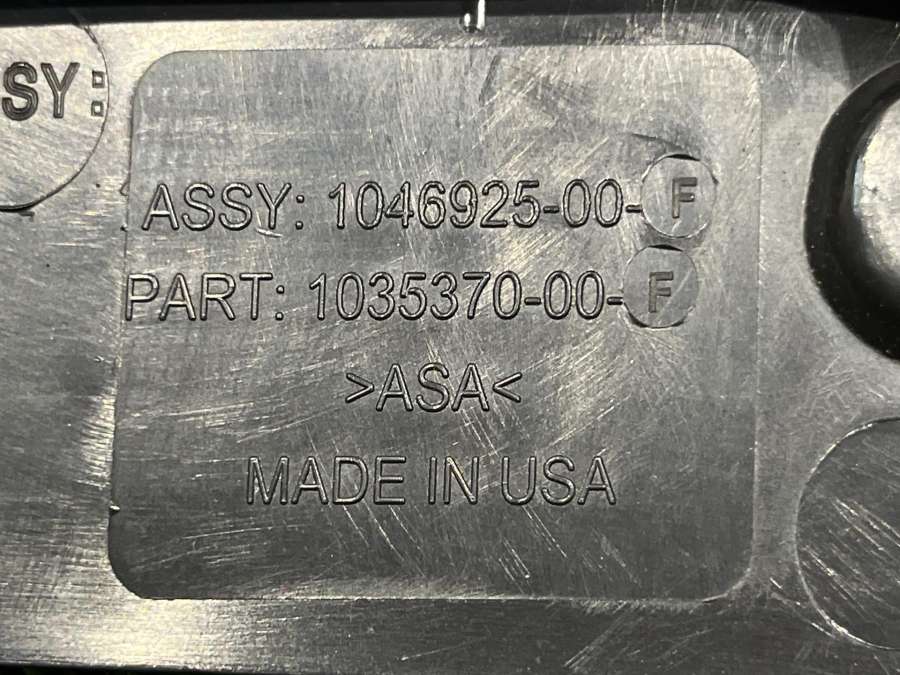 SY:
ASSY: 1046925-00-F
PART: 1035370-00-F
>ASA<
MADE IN USA